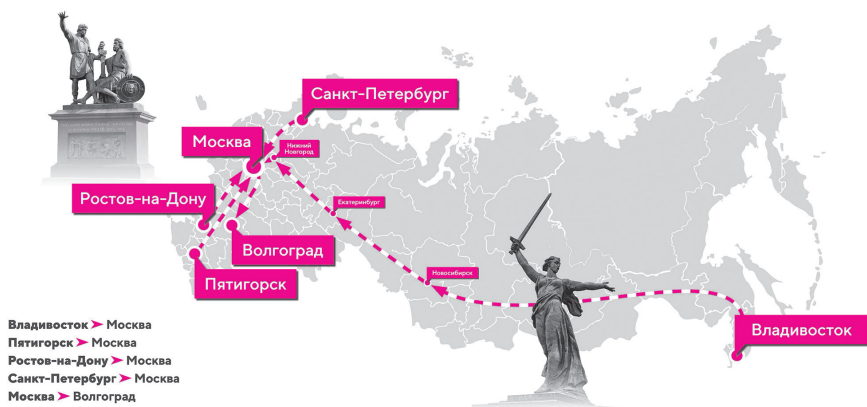 Санкт-Петербург
Москва
Нижний
Новгород
Ростов-на-Дону
Екатеринбург
Волгоград
Пятигорск
Новосибирск
Владивосток
Владивосток ➤ Москва
Пятигорск ➤ Москва
Ростов-на-Дону ➤ Москва
Санкт-Петербург ➤ Москва
Москва ➤ Волгоград